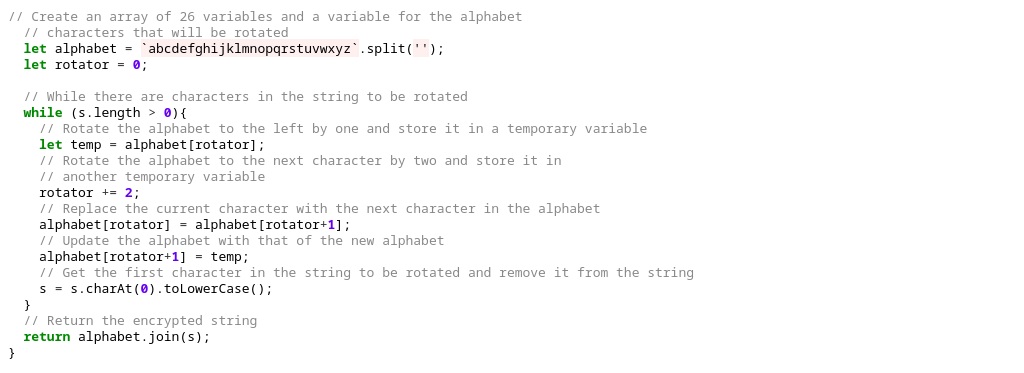 // Create an array of 26 variables and a variable for the alphabet
// characters that will be rotated
let alphabet = `abcdefghijklmnopqrstuvwxyz`.split('');
let rotator = 0;
// While there are characters in the string to be rotated
while (s.length > 0){
// Rotate the alphabet to the left by one and store it in a temporary variable
let temp = alphabet[rotator];
// Rotate the alphabet to the next character by two and store it in
// another temporary variable
rotator += 2;
// Replace the current character with the next character in the alphabet
alphabet[rotator] = alphabet[rotator+1];
// Update the alphabet with that of the new alphabet
alphabet[rotator+1] = temp;
// Get the first character in the string to be rotated and remove it from the string
s = s.charAt(0).toLowerCase();
}
// Return the encrypted string
return alphabet.join(s);
}